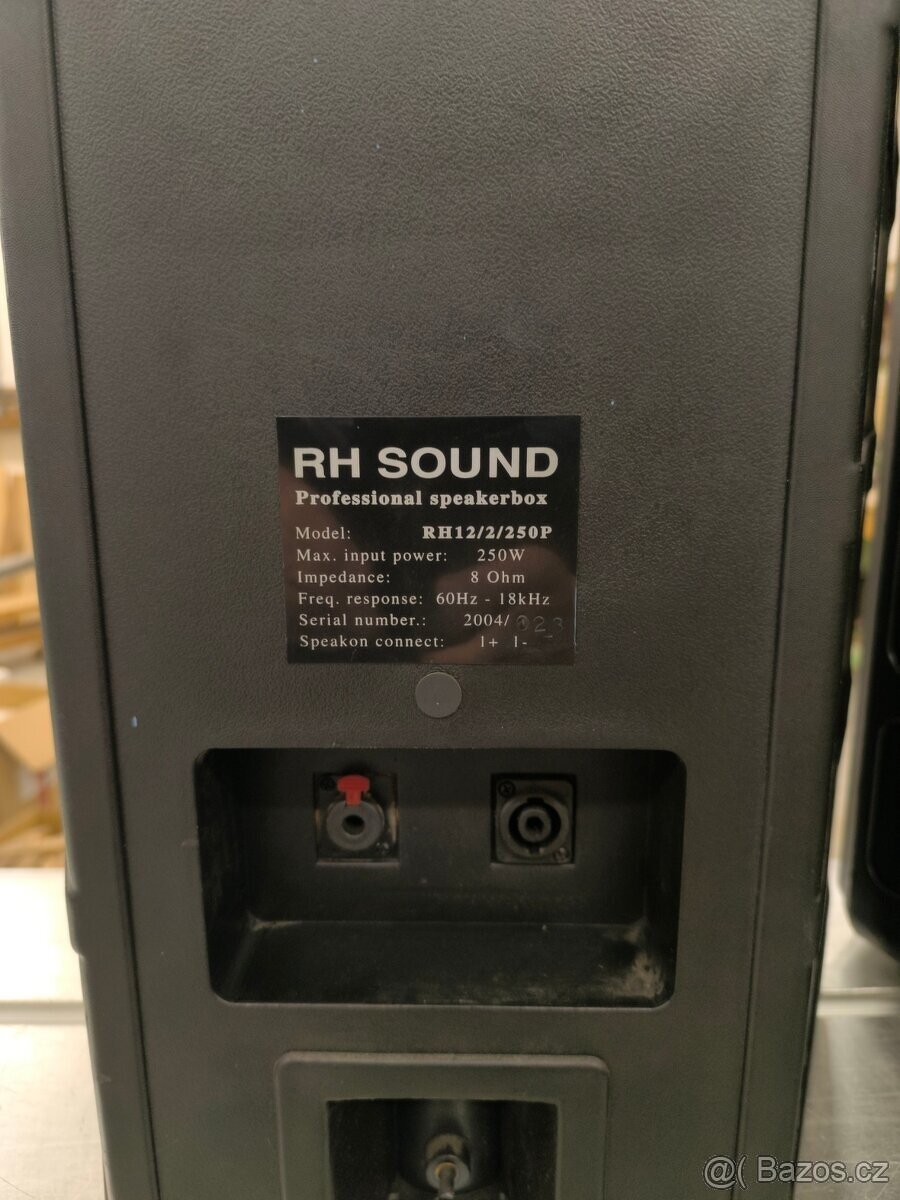 RH SOUND
Professional speakerbox
Model: RH12/2/250P
Max. input power: 250W
Impedance: 8 Ohm
Freq. response: 60Hz - 18kHz
Serial number.: 2004/
Speakon connect: 1+ 1-
@( Bazos.cz